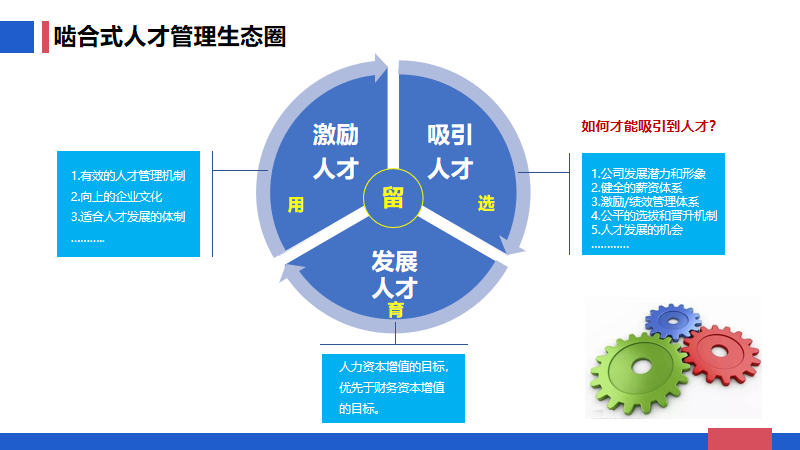 啮合式人才管理生态圈
激励
人才
用
吸引
人才
选
留
发展
人才
育
1.有效的人才管理机制
2.向上的企业文化
3.适合人才发展的体制
………..
如何才能吸引到人才?
1.公司发展潜力和形象
2.健全的薪资体系
3.激励/绩效管理体系
4.公平的选拔和晋升机制
5.人才发展的机会
…………
人力资本增值的目标,
优先于财务资本增值
的目标。